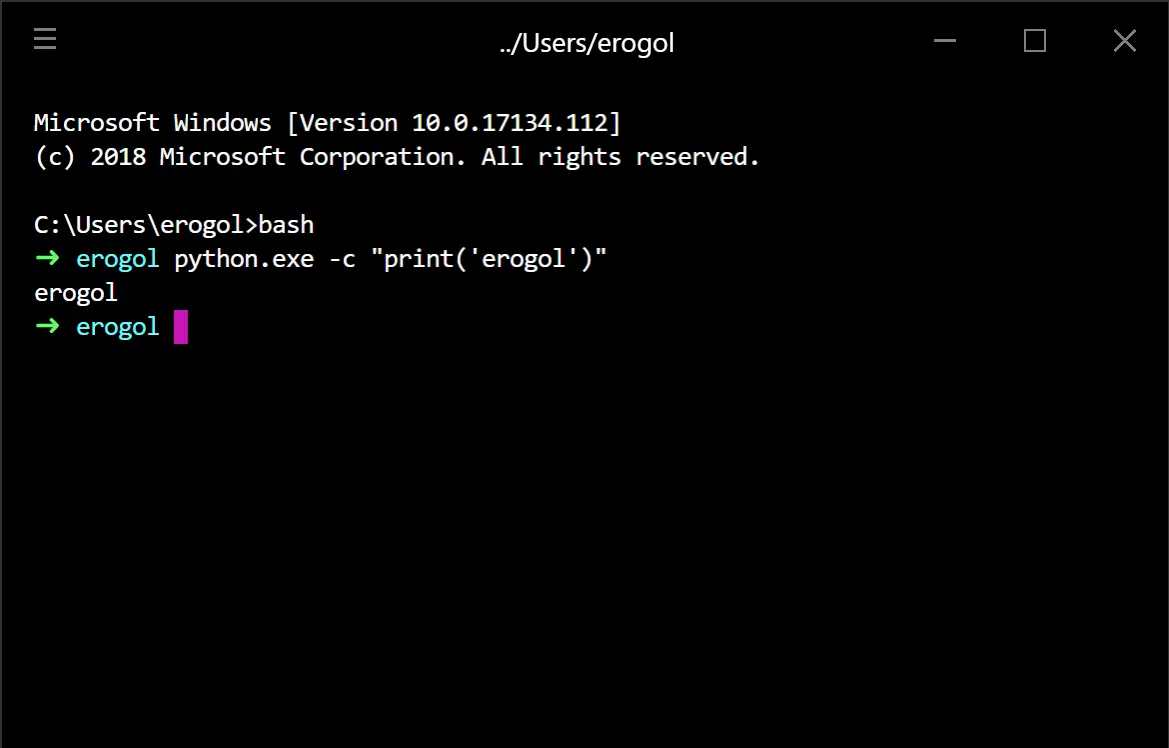 ../Users/erogol
Microsoft Windows [Version 10.0.17134.112]
(c) 2018 Microsoft Corporation. All rights reserved.
C:\Users\erogol>bash
➜ erogol python.exe -c "print('erogol')"
erogol
➜ erogol